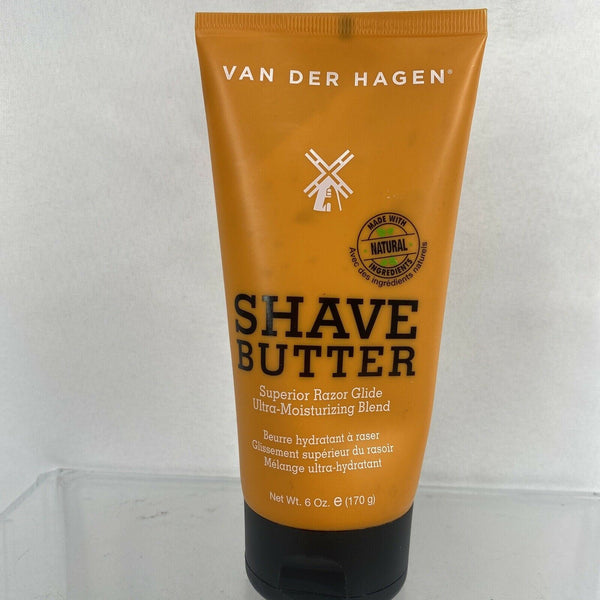 VAN DER HAGEN®
MADE WITH
NATURAL
INGREDIENTS
Avec des ingrédients naturels
SHAVE
BUTTER
Superior Razor Glide
Ultra-Moisturizing Blend
Beurre hydratant à raser
Glissement supérieur du rasoir
Mélange ultra-hydratant
Net Wt. 6 Oz. ℮ (170 g)